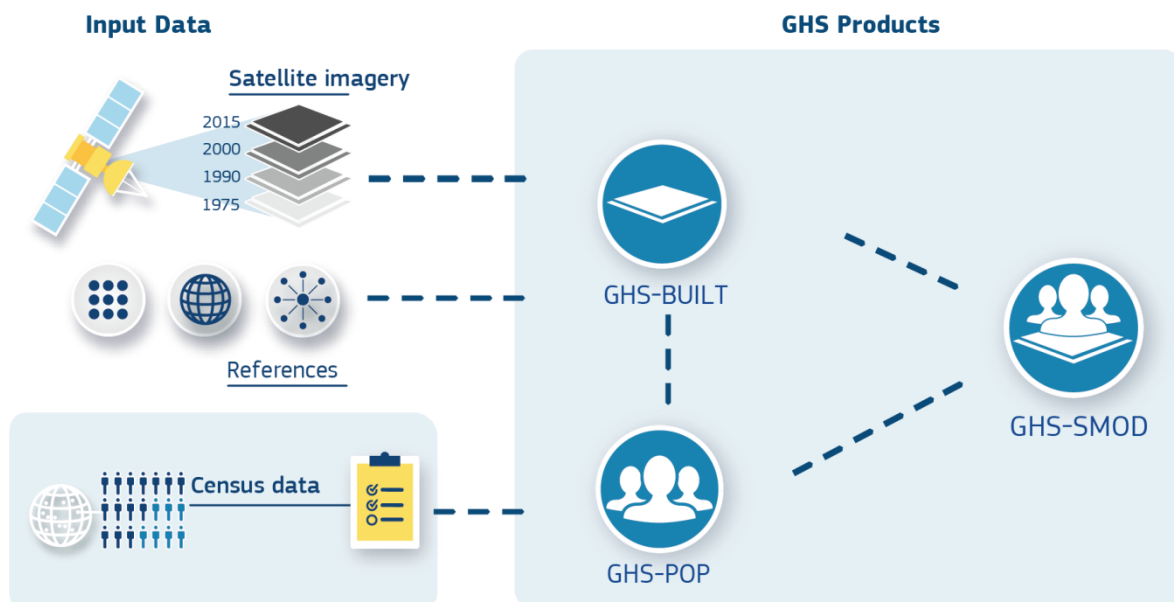 Input Data
GHS Products
Satellite imagery
2015
2000
1990
1975
References
Census data
GHS-BUILT
GHS-POP
GHS-SMOD